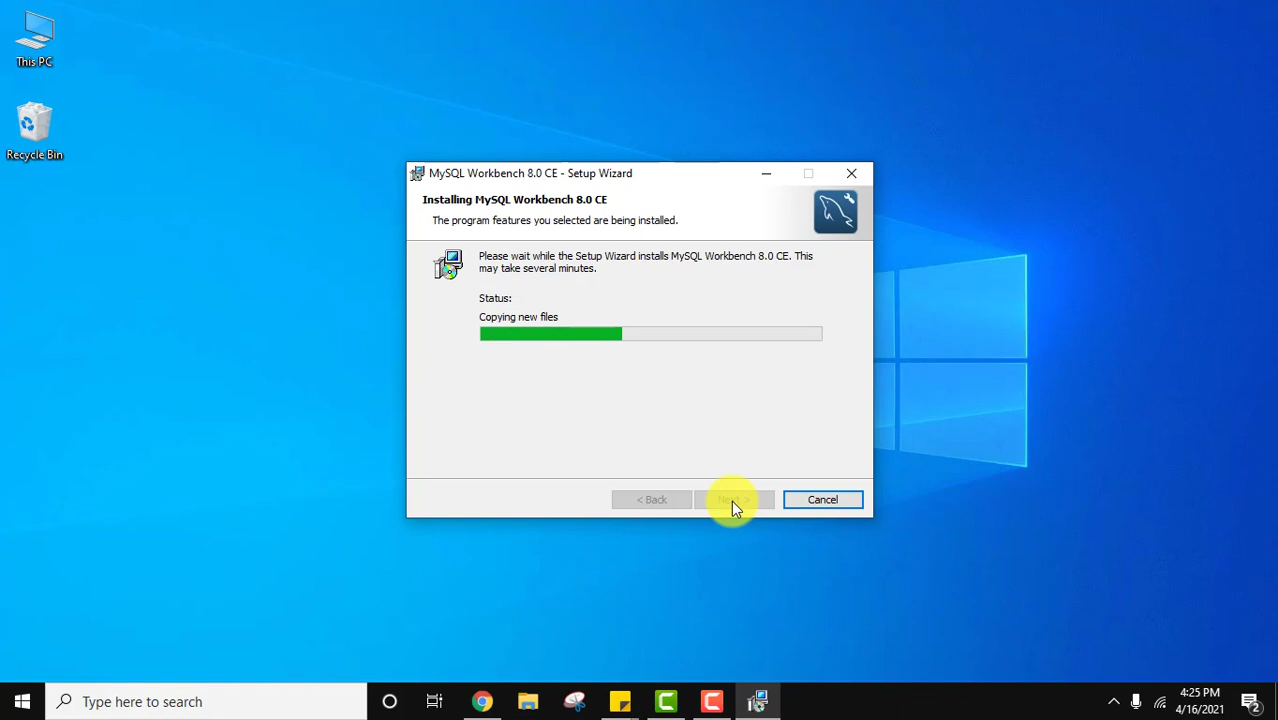 This PC
Recycle Bin
MySQL Workbench 8.0 CE - Setup Wizard
Installing MySQL Workbench 8.0 CE
The program features you selected are being installed.
Please wait while the Setup Wizard installs MySQL Workbench 8.0 CE. This
may take several minutes.
Status:
Copying new files
< Back
Next >
Cancel
Type here to search
4:25 PM
4/16/2021
2